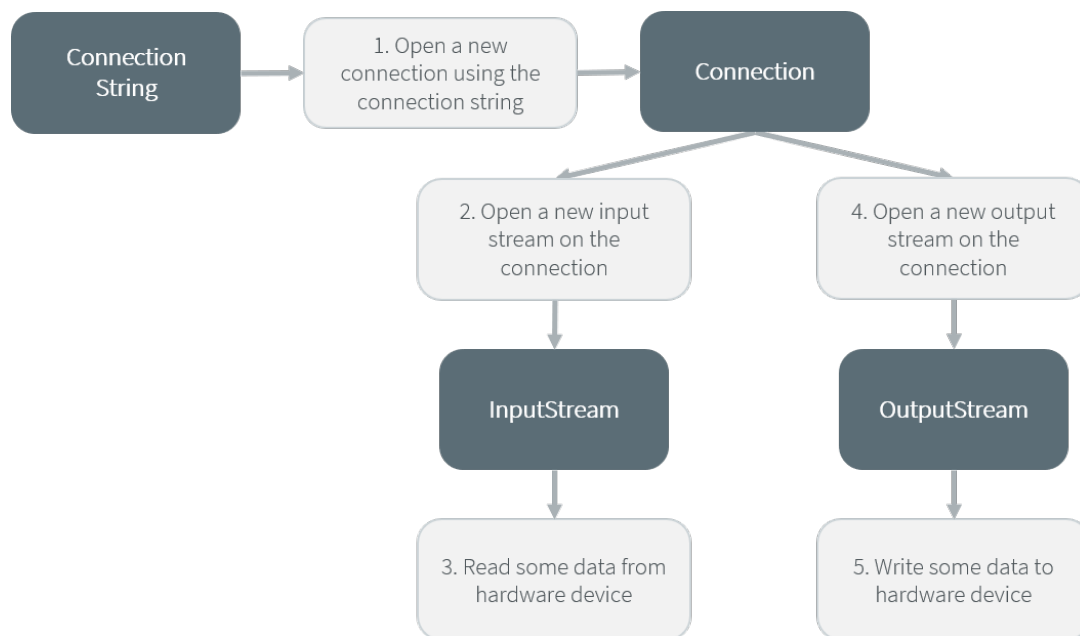 Connection
String
1. Open a new
connection using the
connection string
Connection
2. Open a new input
stream on the
connection
4. Open a new output
stream on the
connection
InputStream
OutputStream
3. Read some data from
hardware device
5. Write some data to
hardware device